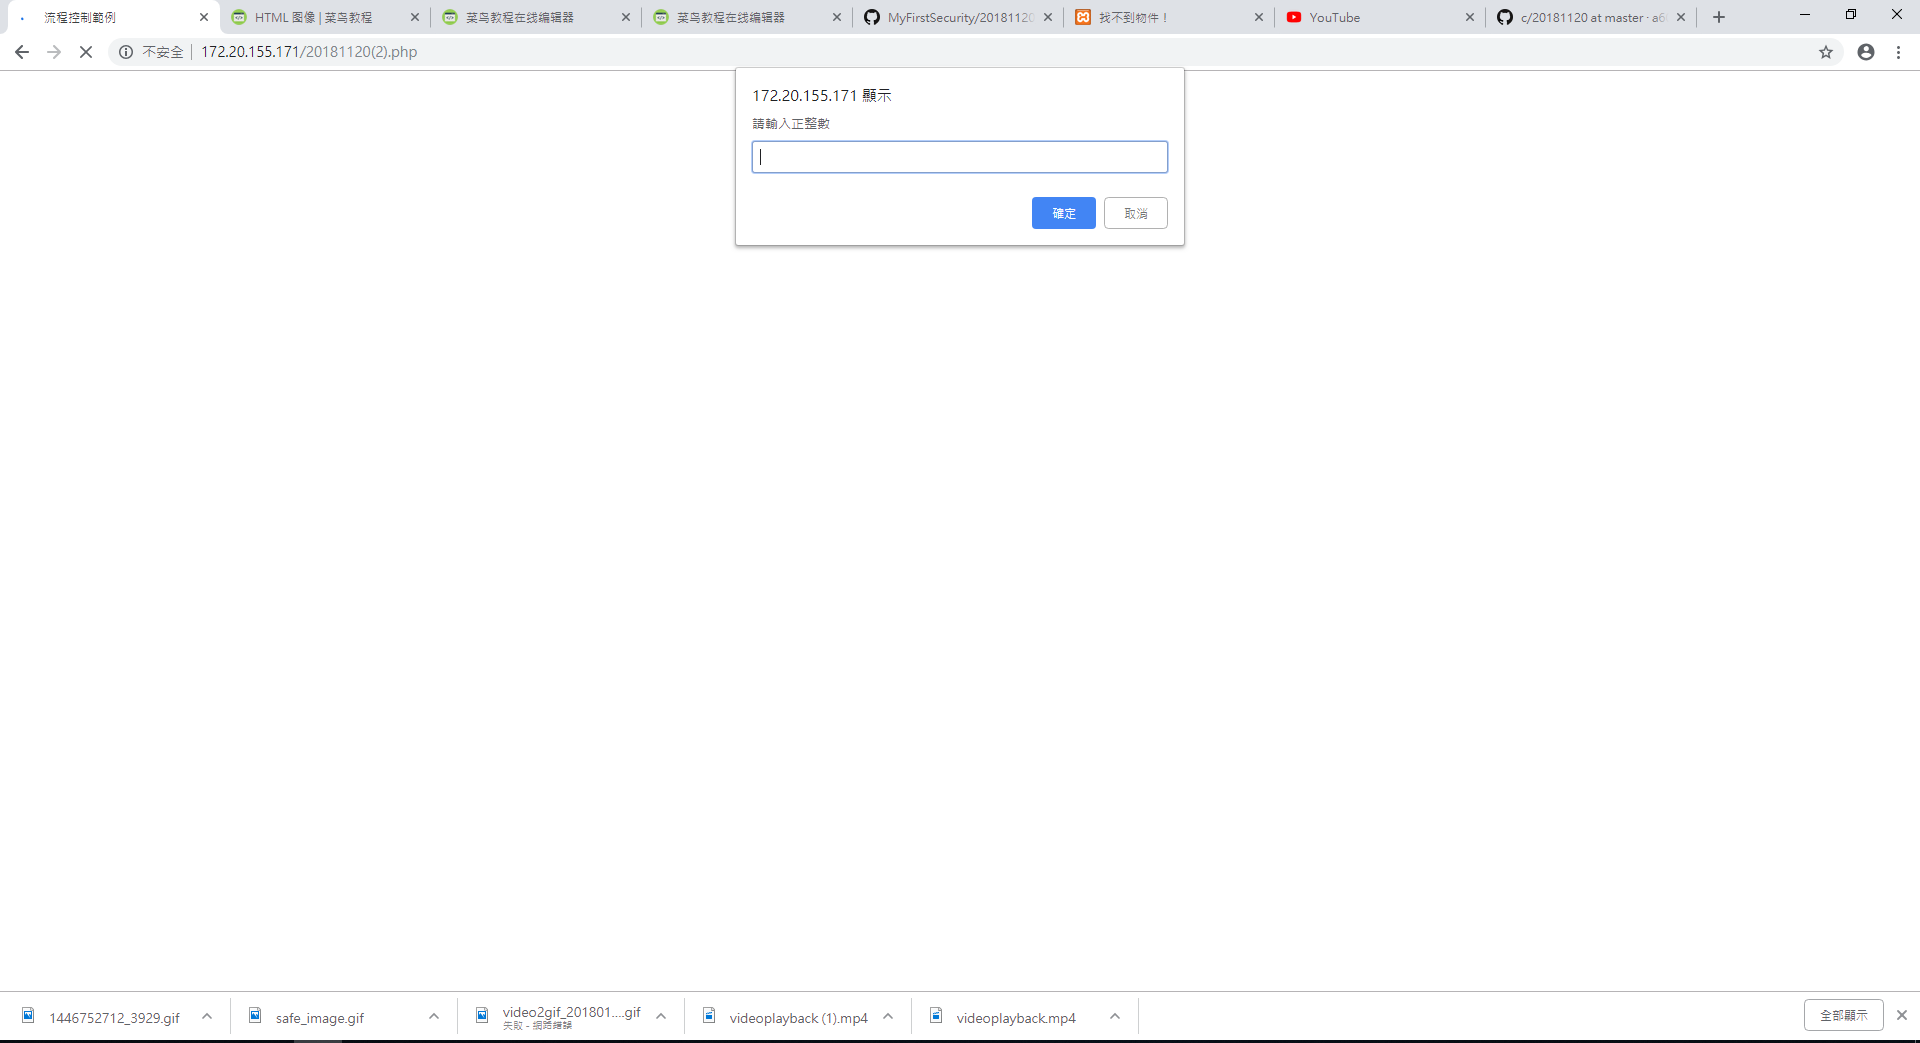 流程控制範例
HTML 图像 | 菜鸟教程
菜鸟教程在线编辑器
菜鸟教程在线编辑器
MyFirstSecurity/20181120
找不到物件！
YouTube
c/20181120 at master · a6
不安全
172.20.155.171/20181120(2).php
172.20.155.171 顯示
請輸入正整數
確定
取消
1446752712_3929.gif
safe_image.gif
video2gif_201801....gif
失敗 - 網路錯誤
videoplayback (1).mp4
videoplayback.mp4
全部顯示